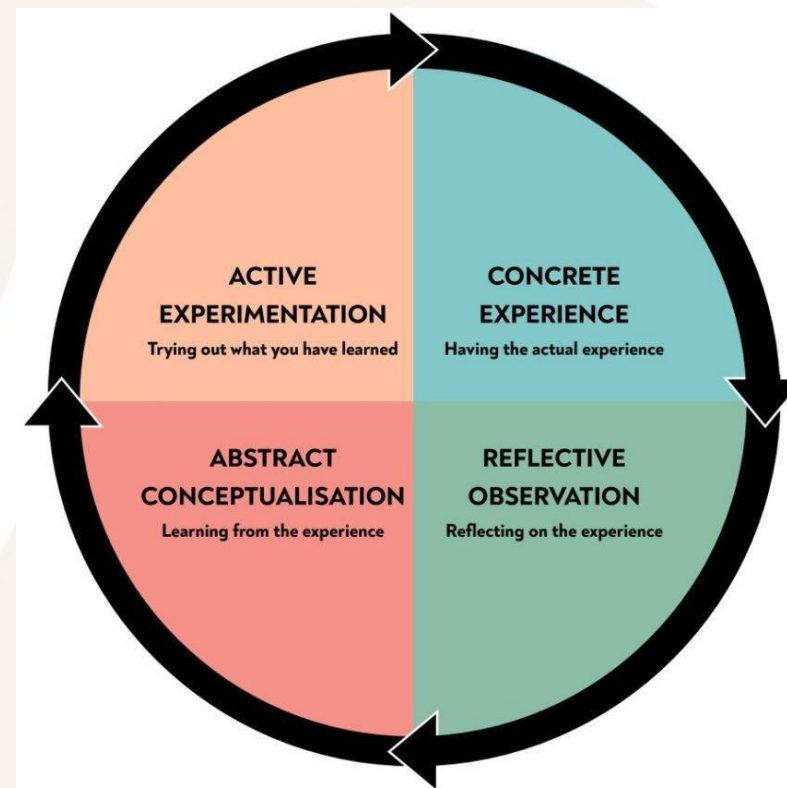 ACTIVE
EXPERIMENTATION
Trying out what you have learned
CONCRETE
EXPERIENCE
Having the actual experience
ABSTRACT
CONCEPTUALISATION
Learning from the experience
REFLECTIVE
OBSERVATION
Reflecting on the experience